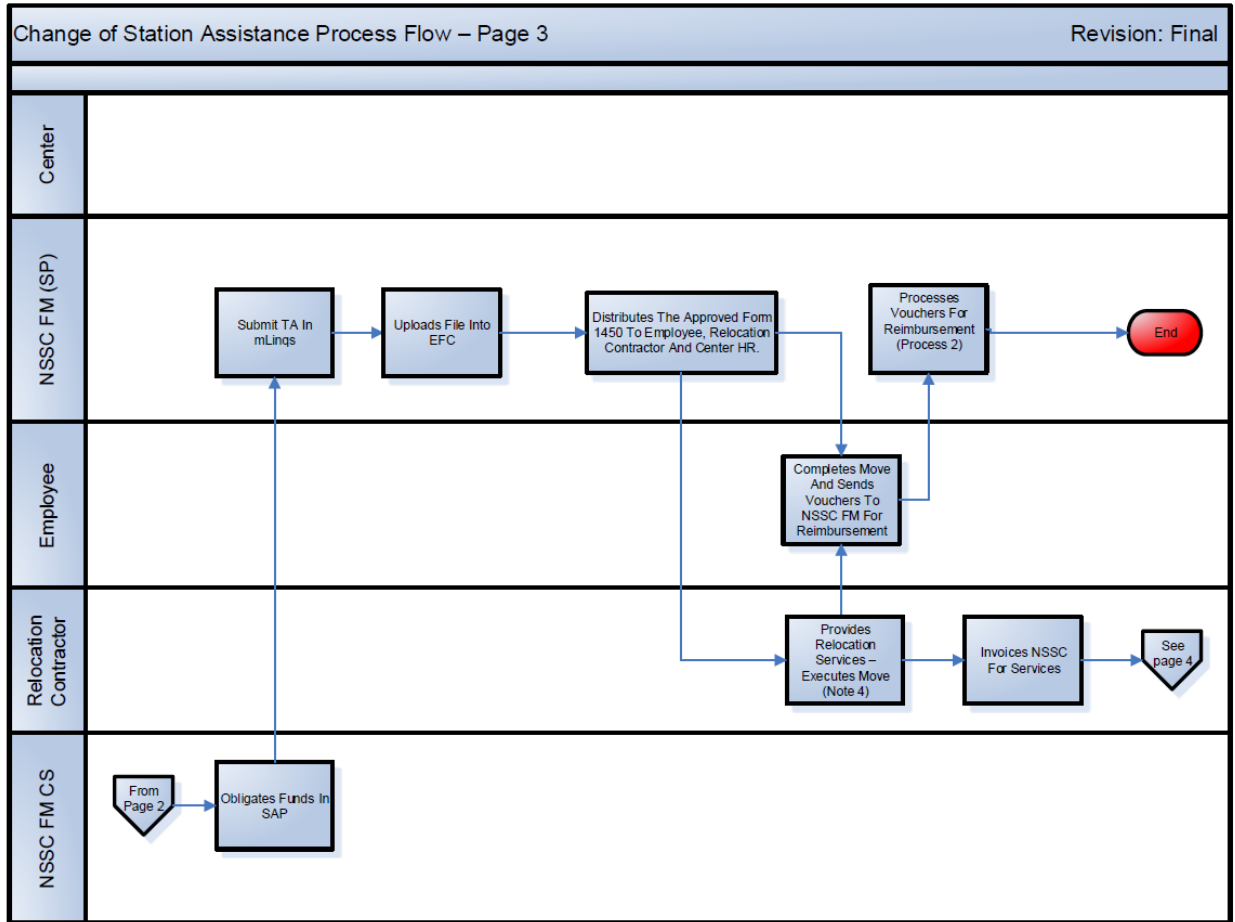 Change of Station Assistance Process Flow – Page 3
Revision: Final
Center
NSSC FM (SP)
Submit TA In
mLinqs
Uploads File Into
EFC
Distributes The Approved Form
1450 To Employee, Relocation
Contractor And Center HR.
Processes
Vouchers For
Reimbursement
(Process 2)
End
Employee
Completes Move
And Sends
Vouchers To
NSSC FM For
Reimbursement
Relocation
Contractor
Provides
Relocation
Services –
Executes Move
(Note 4)
Invoices NSSC
For Services
See
page 4
NSSC FM CS
From
Page 2
Obligates Funds In
SAP